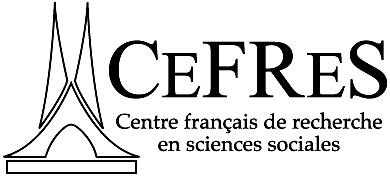 CEFRES
Centre français de recherche
en sciences sociales